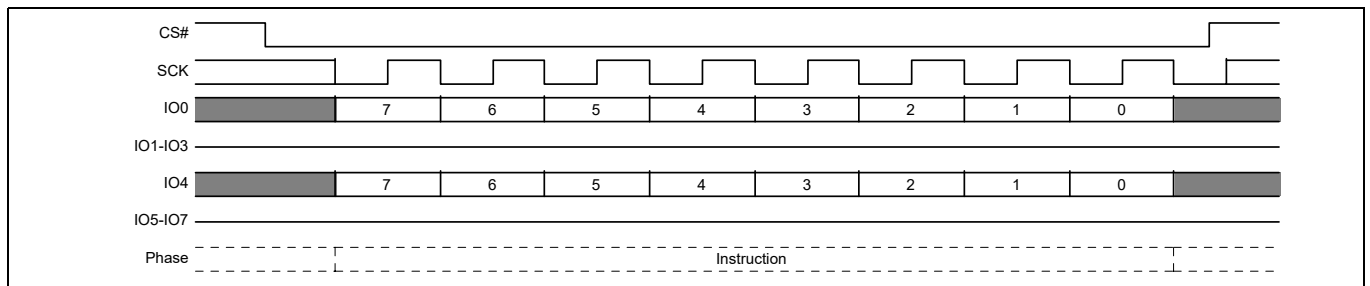 CS#
SCK
IO0 7 6 5 4 3 2 1 0
IO1-IO3
IO4 7 6 5 4 3 2 1 0
IO5-IO7
Phase Instruction